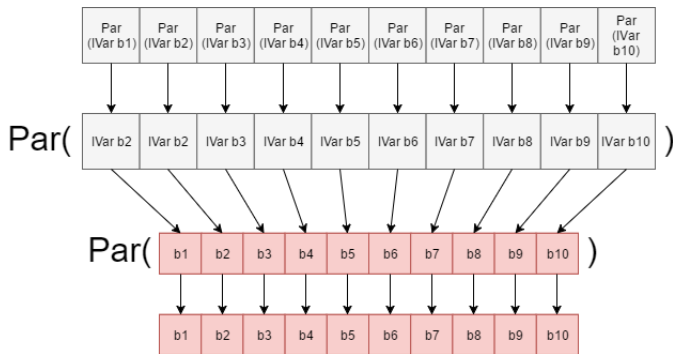 Par Par Par Par Par Par Par Par Par Par
(IVar b1) (IVar b2) (IVar b3) (IVar b4) (IVar b5) (IVar b6) (IVar b7) (IVar b8) (IVar b9) (IVar
b10)
Par( IVar b2 IVar b2 IVar b3 IVar b4 IVar b5 IVar b6 IVar b7 IVar b8 IVar b9 IVar b10 )
Par( b1 b2 b3 b4 b5 b6 b7 b8 b9 b10 )
b1 b2 b3 b4 b5 b6 b7 b8 b9 b10